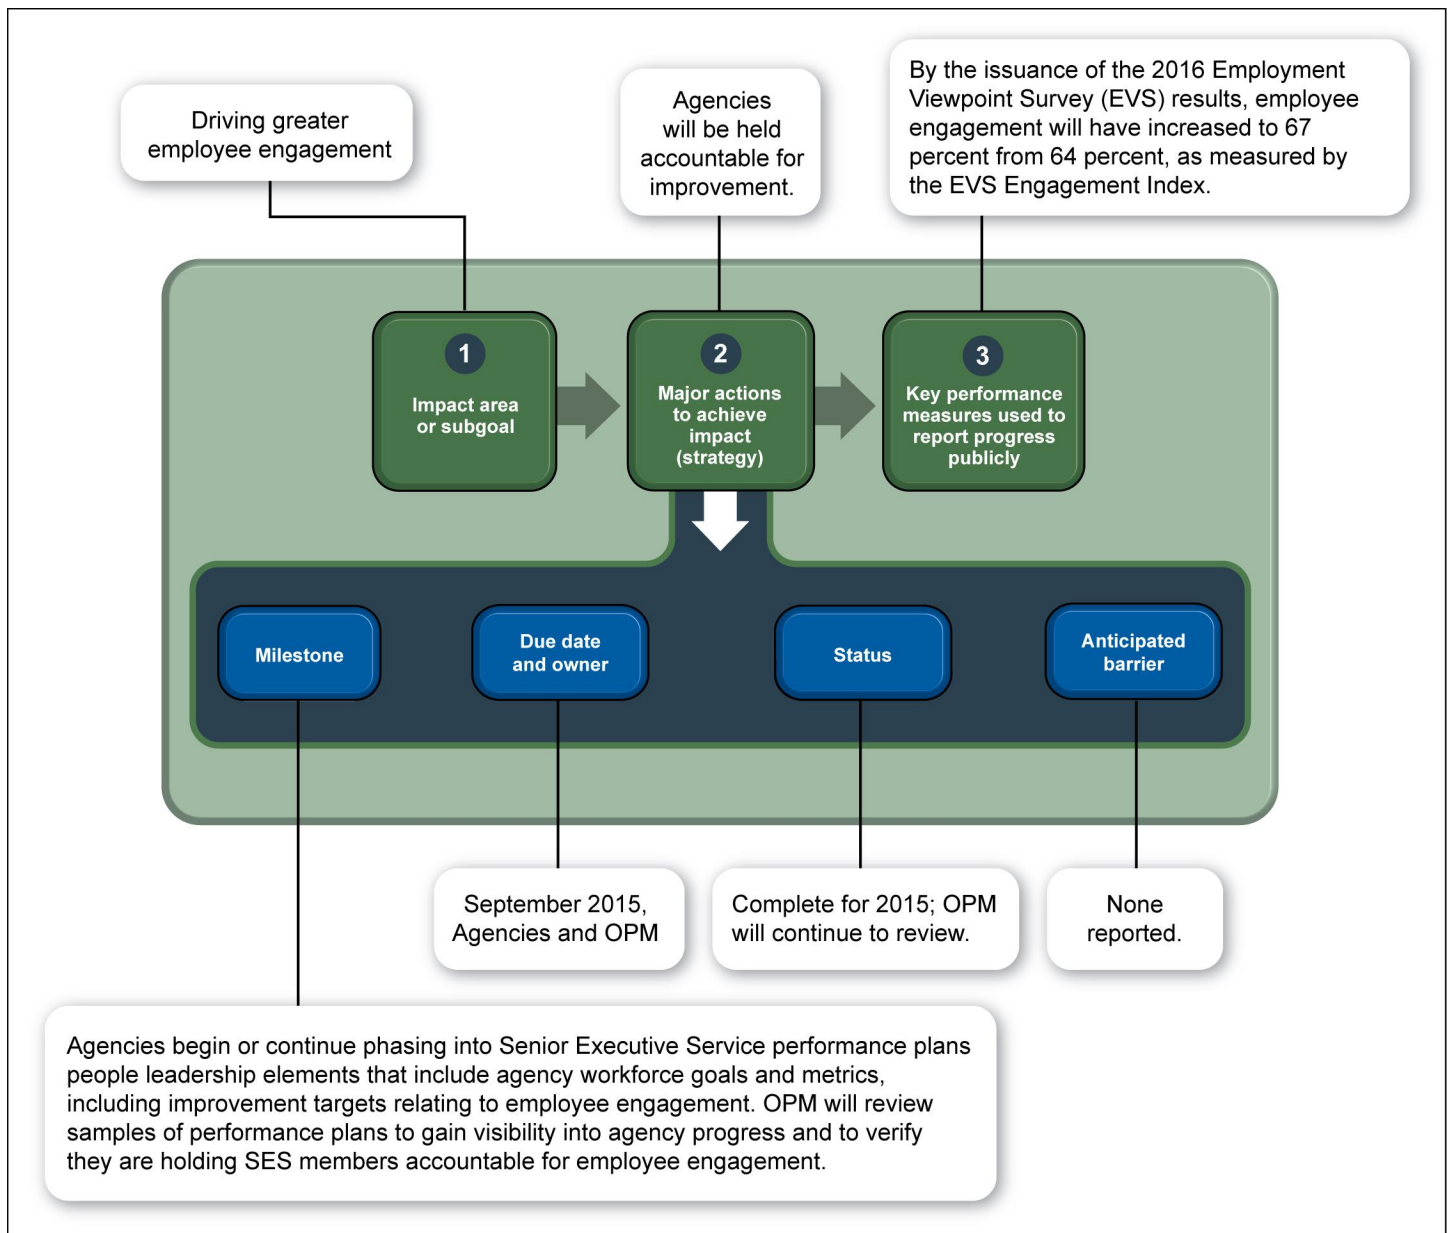 Driving greater
employee engagement
Agencies
will be held
accountable for
improvement.
By the issuance of the 2016 Employment
Viewpoint Survey (EVS) results, employee
engagement will have increased to 67
percent from 64 percent, as measured by
the EVS Engagement Index.
1
Impact area
or subgoal
2
Major actions
to achieve
impact
(strategy)
3
Key performance
measures used to
report progress
publicly
Milestone
Due date
and owner
Status
Anticipated
barrier
September 2015,
Agencies and OPM
Complete for 2015; OPM
will continue to review.
None
reported.
Agencies begin or continue phasing into Senior Executive Service performance plans
people leadership elements that include agency workforce goals and metrics,
including improvement targets relating to employee engagement. OPM will review
samples of performance plans to gain visibility into agency progress and to verify
they are holding SES members accountable for employee engagement.